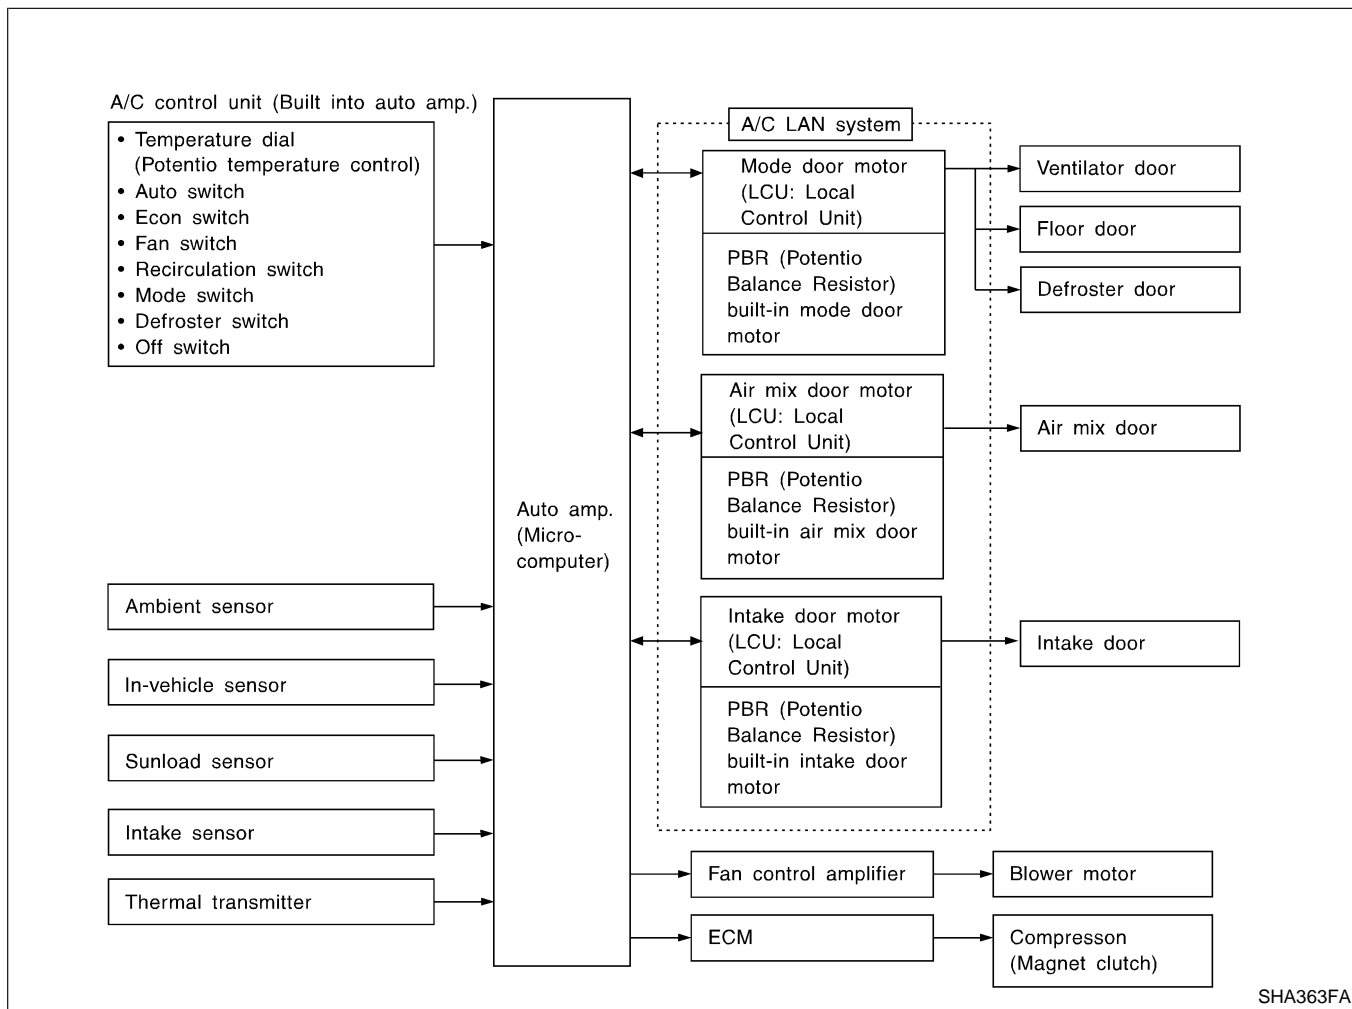 A/C control unit (Built into auto amp.)
• Temperature dial
(Potentio temperature control)
• Auto switch
• Econ switch
• Fan switch
• Recirculation switch
• Mode switch
• Defroster switch
• Off switch
Ambient sensor
In-vehicle sensor
Sunload sensor
Intake sensor
Thermal transmitter
Auto amp.
(Micro-
computer)
A/C LAN system
Mode door motor
(LCU: Local
Control Unit)
PBR (Potentio
Balance Resistor)
built-in mode door
motor
Air mix door motor
(LCU: Local
Control Unit)
PBR (Potentio
Balance Resistor)
built-in air mix door
motor
Intake door motor
(LCU: Local
Control Unit)
PBR (Potentio
Balance Resistor)
built-in intake door
motor
Fan control amplifier
ECM
Ventilator door
Floor door
Defroster door
Air mix door
Intake door
Blower motor
Compresson
(Magnet clutch)
SHA363FA